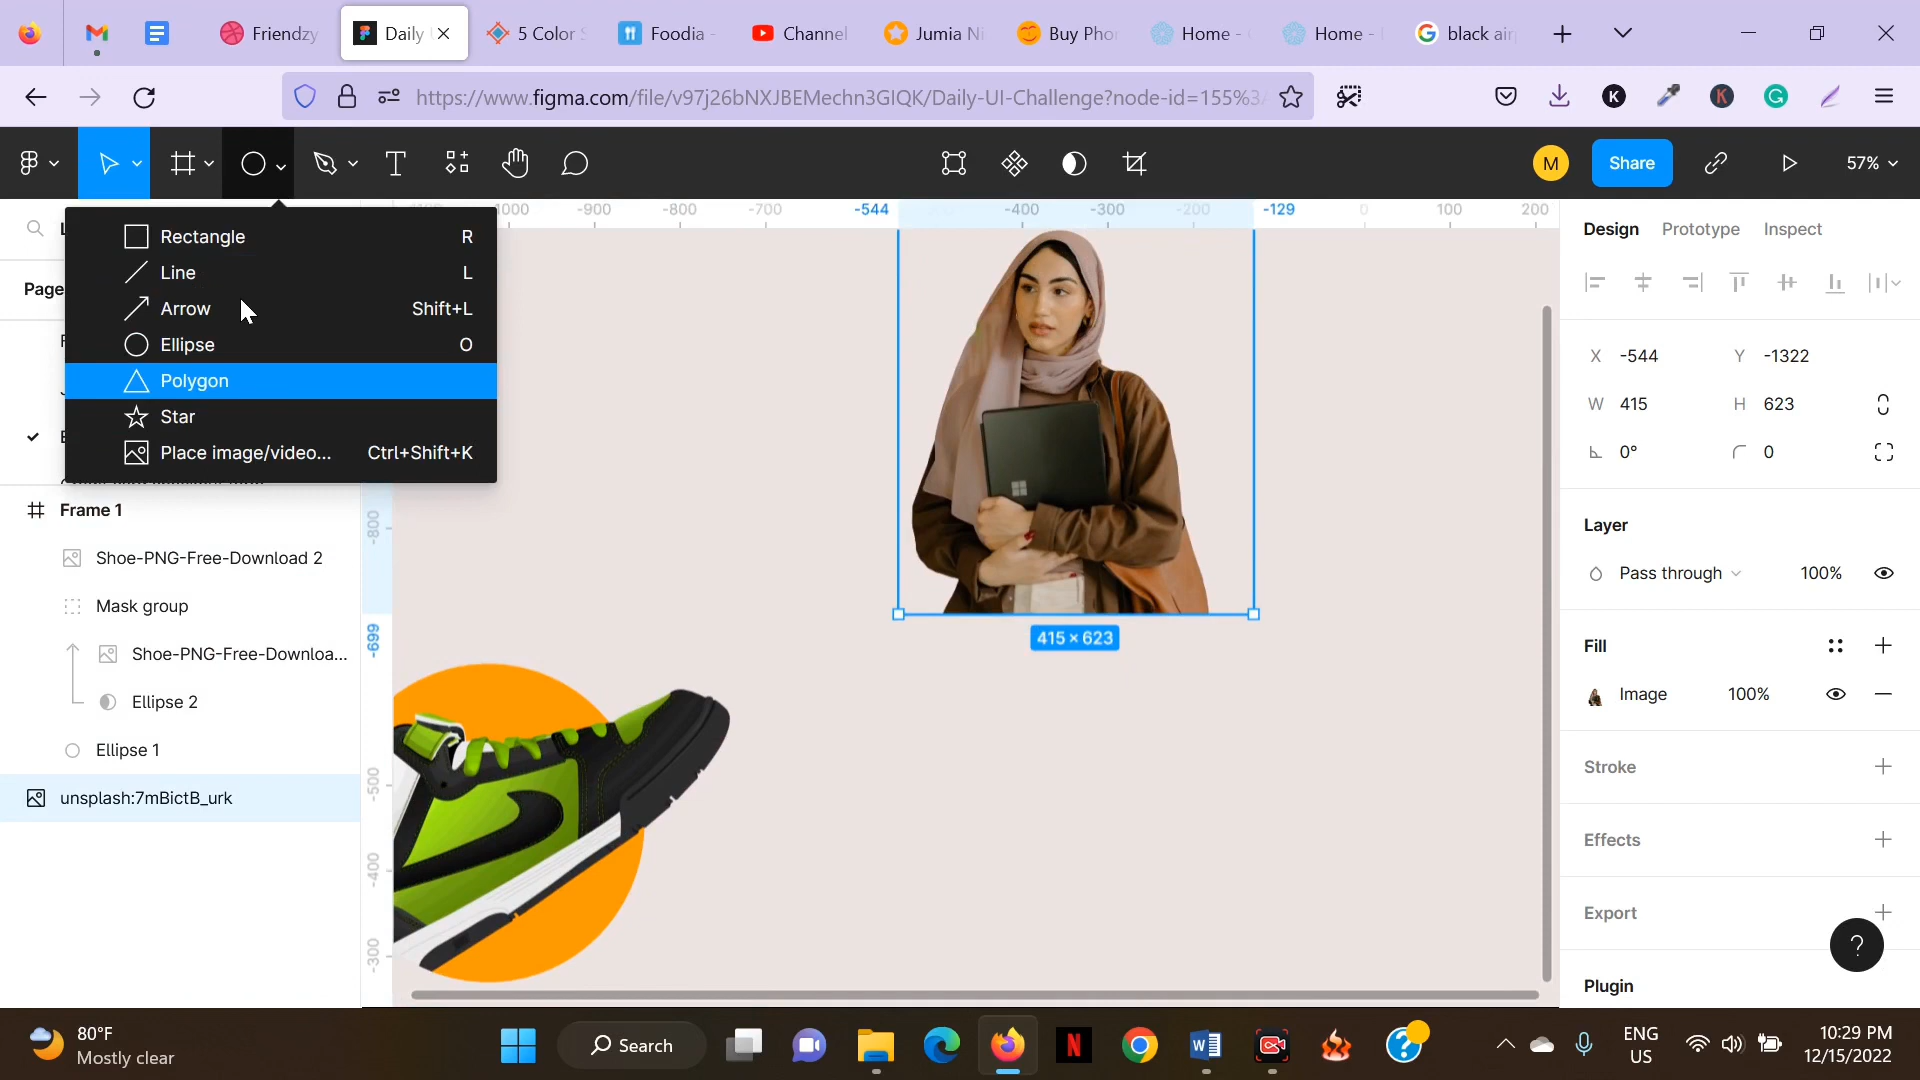 Friendzy
Daily
5 Color
Foodia -
Channel
Jumia Ni
Buy Phon
Home -
Home -
black air
https://www.figma.com/file/v97j26bNXJBEMechn3GIQK/Daily-UI-Challenge?node-id=155%3
M
Share
57%
-900
-800
-700
-544
-400
-300
-200
-129
0
100
200
Rectangle R
Line L
Arrow Shift+L
Ellipse O
Polygon
Star
Place image/video... Ctrl+Shift+K
Page
Frame 1
Shoe-PNG-Free-Download 2
Mask group
Shoe-PNG-Free-Downloa...
Ellipse 2
Ellipse 1
unsplash:7mBictB_urk
-800
-699
-500
-400
-300
415 × 623
Design Prototype Inspect
X -544 Y -1322
W 415 H 623
0° 0
Layer
Pass through 100%
Fill
Image 100%
Stroke
Effects
Export
?
Plugin
80°F
Mostly clear
Search
ENG
US
10:29 PM
12/15/2022